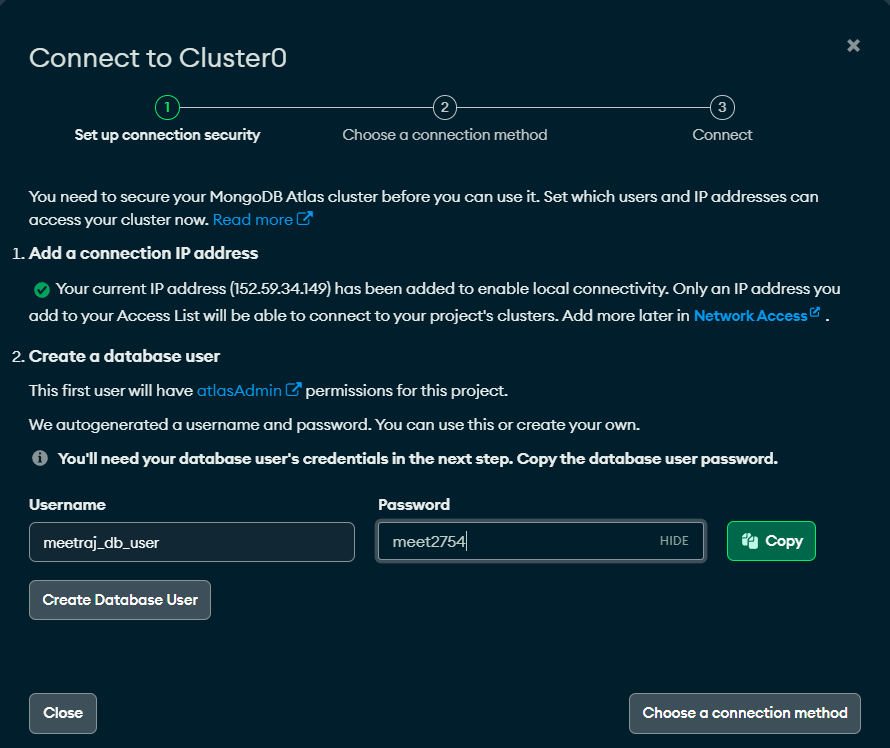 Connect to Cluster0
1
2
3
Set up connection security
Choose a connection method
Connect
You need to secure your MongoDB Atlas cluster before you can use it. Set which users and IP addresses can
access your cluster now. Read more
1. Add a connection IP address
Your current IP address (152.59.34.149) has been added to enable local connectivity. Only an IP address you
add to your Access List will be able to connect to your project's clusters. Add more later in Network Access .
2. Create a database user
This first user will have atlasAdmin permissions for this project.
We autogenerated a username and password. You can use this or create your own.
You'll need your database user's credentials in the next step. Copy the database user password.
Username
Password
meetraj_db_user
meet2754
HIDE
Copy
Create Database User
Close
Choose a connection method